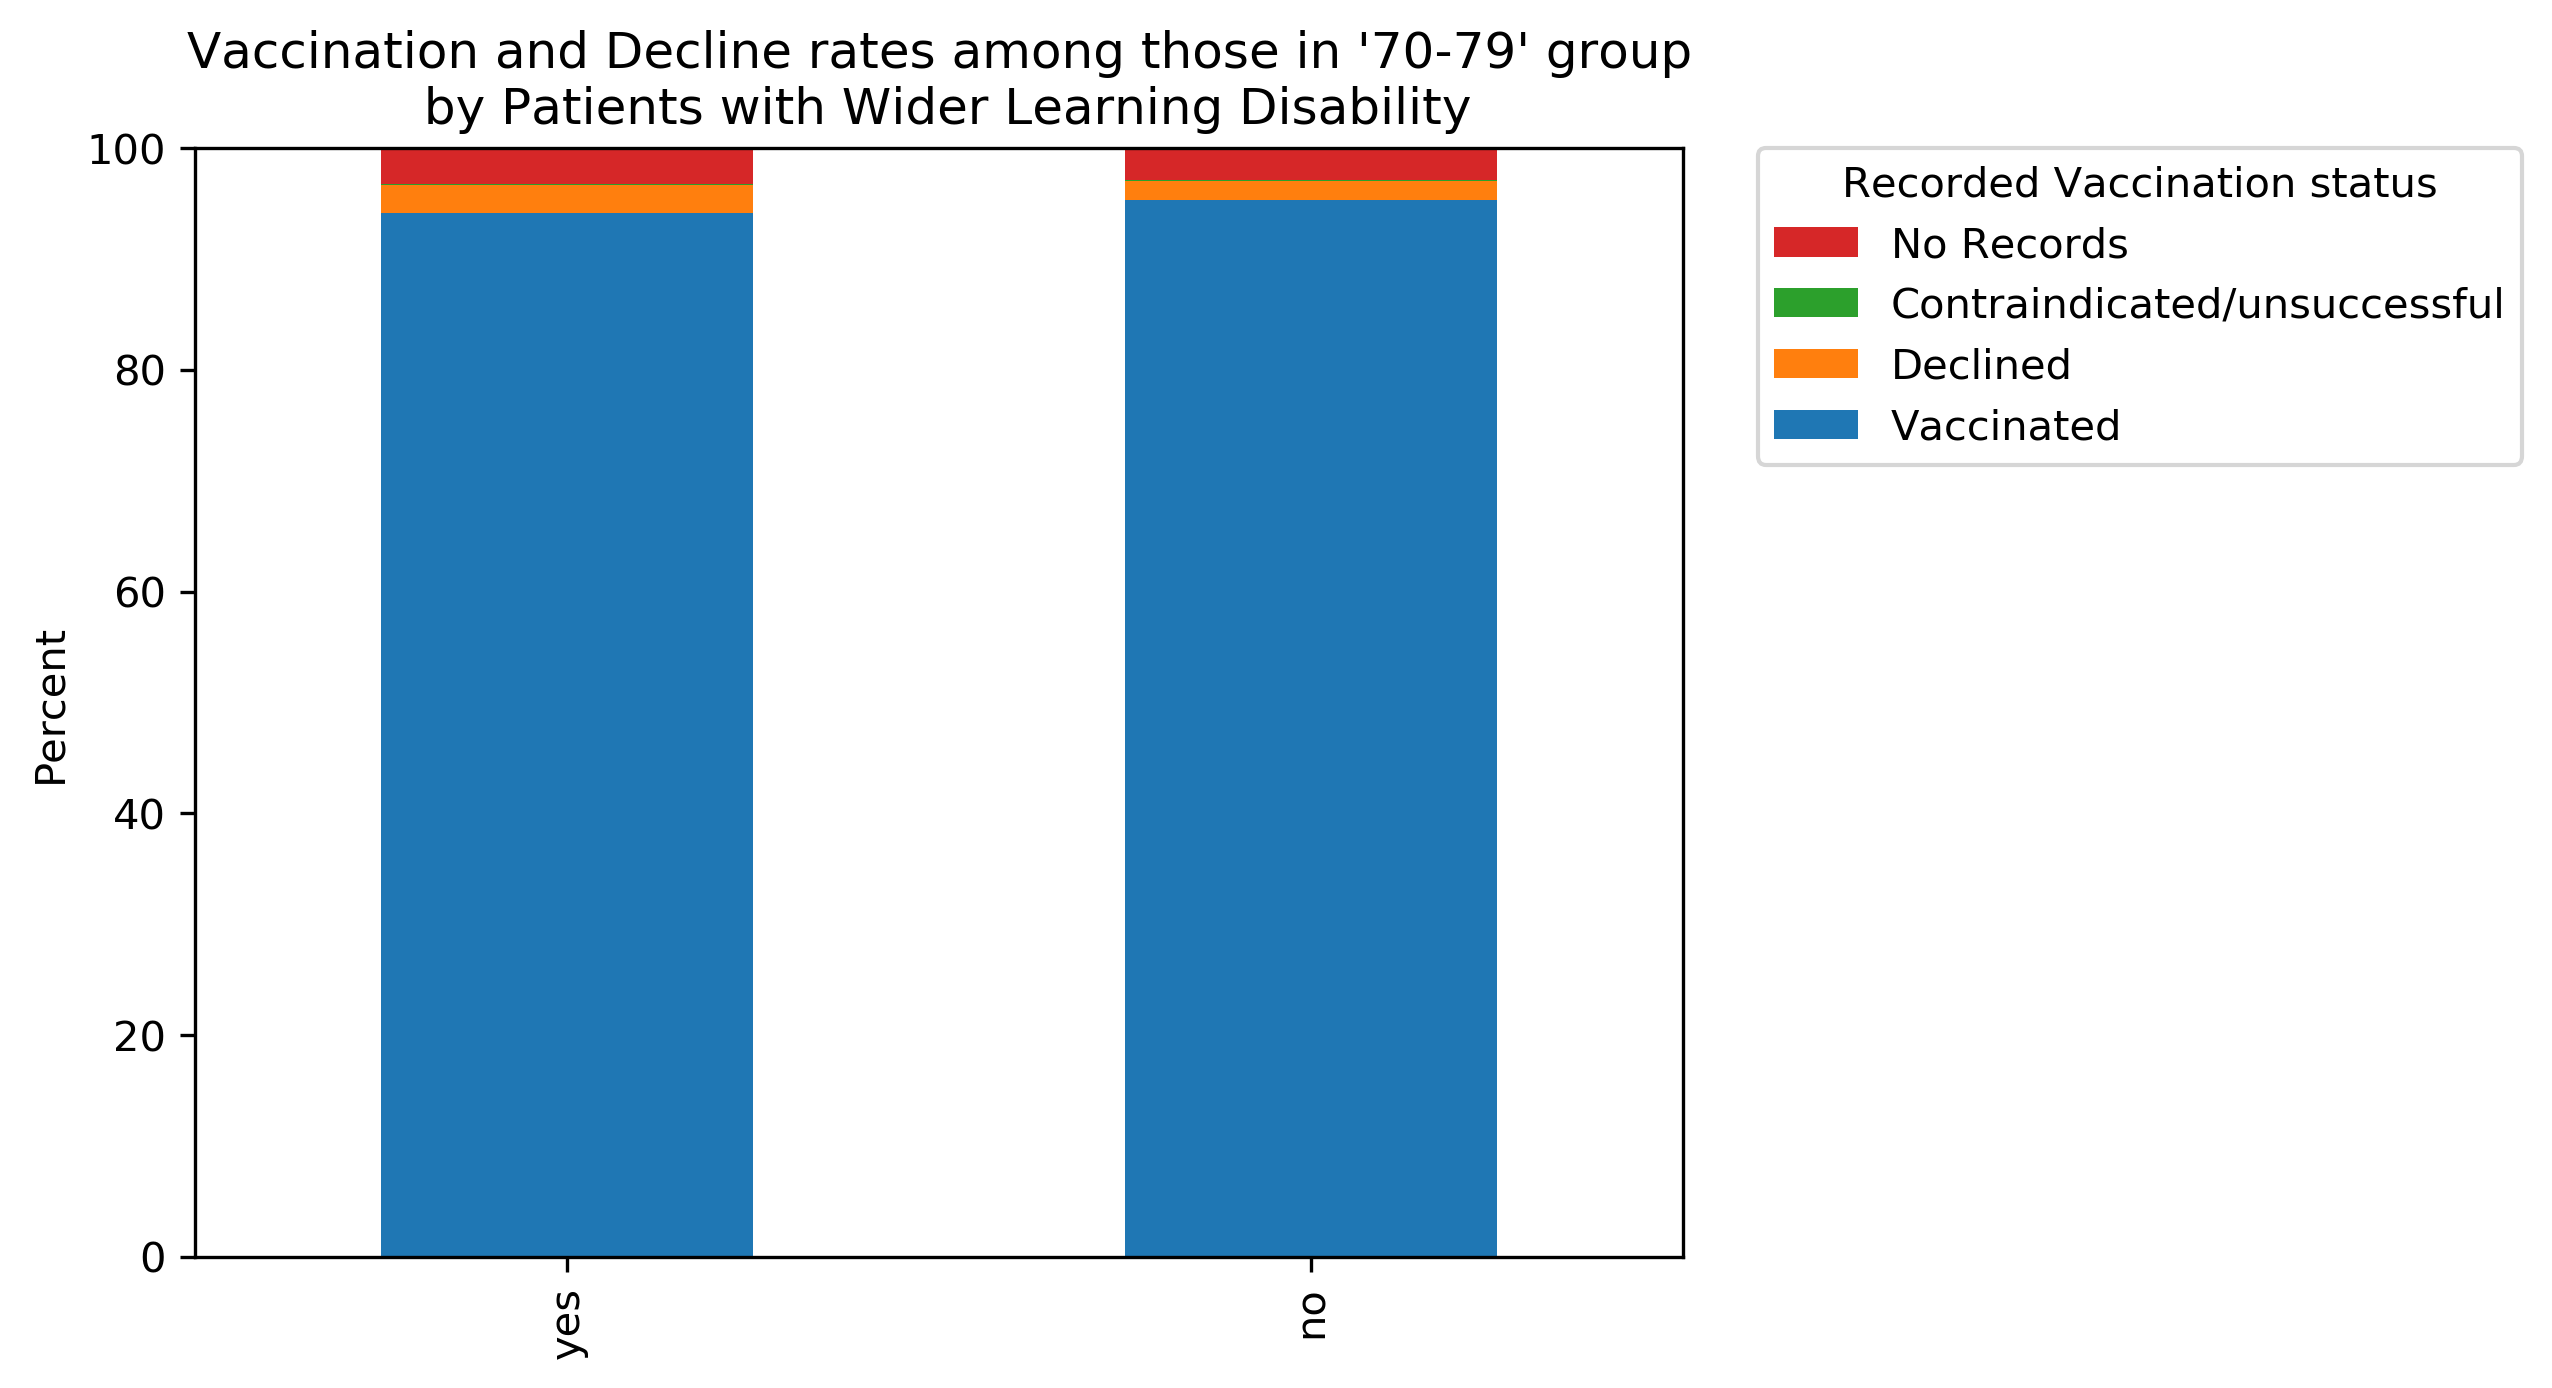 Vaccination and Decline rates among those in '70-79' group
by Patients with Wider Learning Disability
100
80
60
40
20
0
Percent
yes
no
Recorded Vaccination status
No Records
Contraindicated/unsuccessful
Declined
Vaccinated